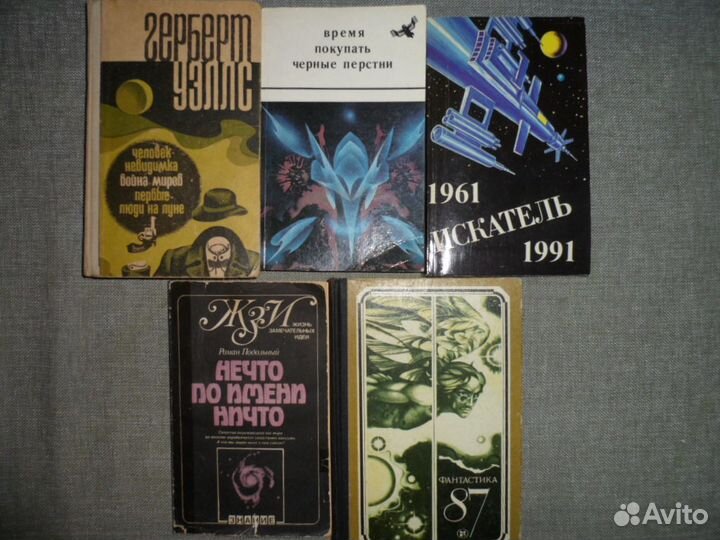 Герберт
Уэллс
человек-
невидимка
война миров
первые
люди на луне
время
покупать
черные перстни
1961
ИСКАТЕЛЬ
1991
ЖЗИ
ЖИЗНЬ
ЗАМЕЧАТЕЛЬНЫХ
ИДЕЙ
Роман Подольный
НЕЧТО
ПО ИМЕНИ
НИЧТО
ЗНАНИЕ
ФАНТАСТИКА
87
Avito